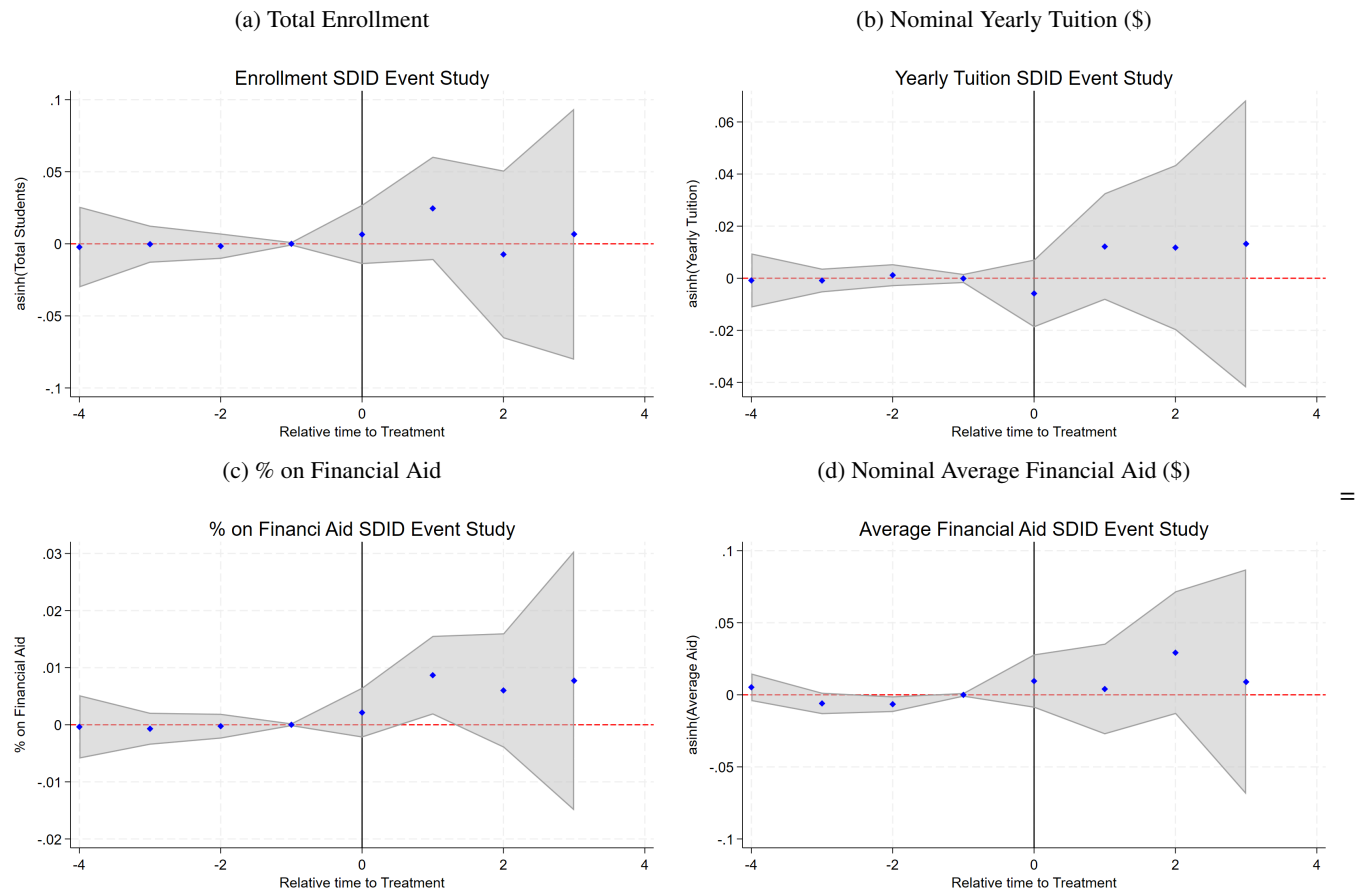 (a) Total Enrollment
Enrollment SDID Event Study
asinh(Total Students)
.1
.05
0
-.05
-.1
-4
-2
0
2
4
Relative time to Treatment
(b) Nominal Yearly Tuition ($)
Yearly Tuition SDID Event Study
asinh(Yearly Tuition)
.06
.04
.02
0
-.02
-.04
-4
-2
0
2
4
Relative time to Treatment
(c) % on Financial Aid
% on Financi Aid SDID Event Study
% on Financial Aid
.03
.02
.01
0
-.01
-.02
-4
-2
0
2
4
Relative time to Treatment
(d) Nominal Average Financial Aid ($)
=
Average Financial Aid SDID Event Study
asinh(Average Aid)
.1
.05
0
-.05
-.1
-4
-2
0
2
4
Relative time to Treatment